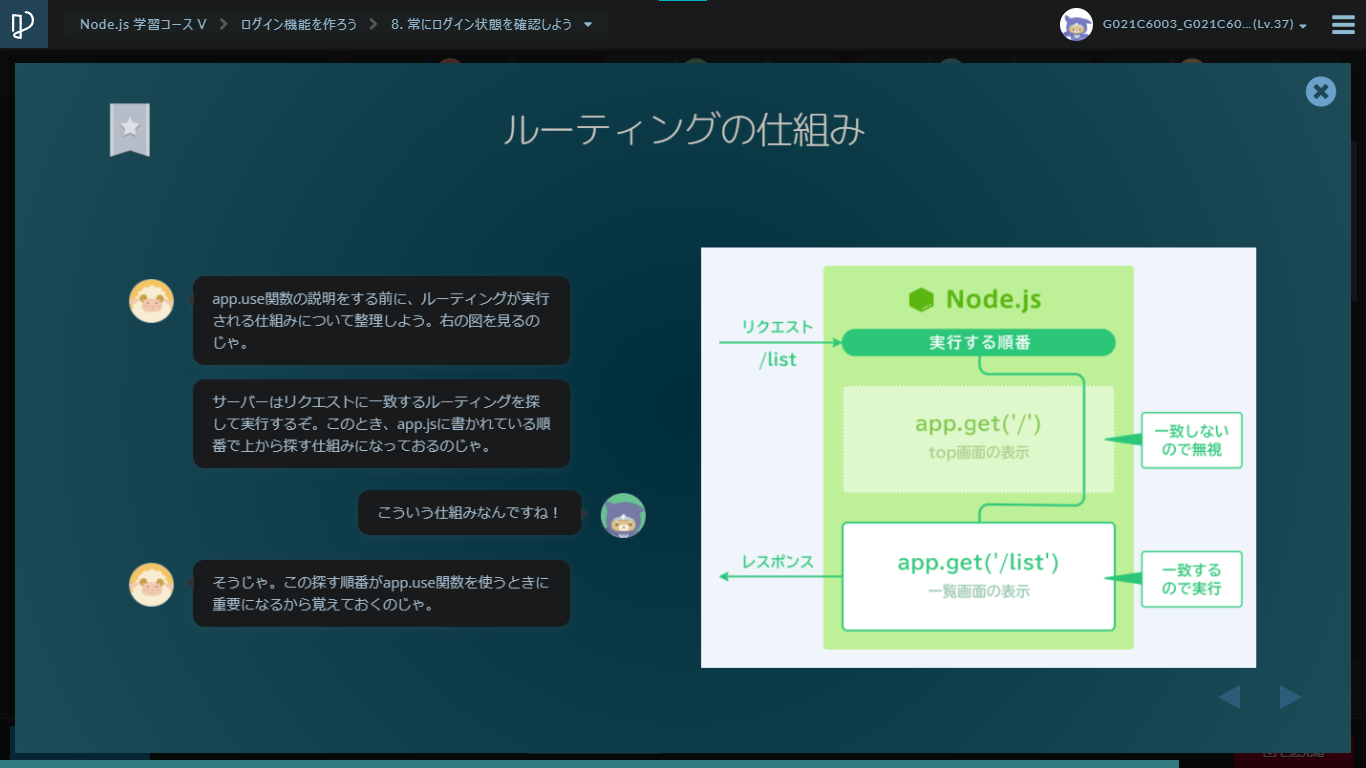 Node.js 学習コース V
ログイン機能を作ろう
8. 常にログイン状態を確認しよう
G021C6003_G021C60...(Lv.37)
ルーティングの仕組み
app.use関数の説明をする前に、ルーティングが実行
される仕組みについて整理しよう。右の図を見るの
じゃ。
サーバーはリクエストに一致するルーティングを探
して実行するぞ。このとき、app.jsに書かれている順
番で上から探す仕組みになっておるのじゃ。
こういう仕組みなんですね！
そうじゃ。この探す順番がapp.use関数を使うときに
重要になるから覚えておくのじゃ。
Node.js
リクエスト
/list
実行する順番
app.get('/')
top画面の表示
一致しない
ので無視
レスポンス
app.get('/list')
一覧画面の表示
一致する
ので実行